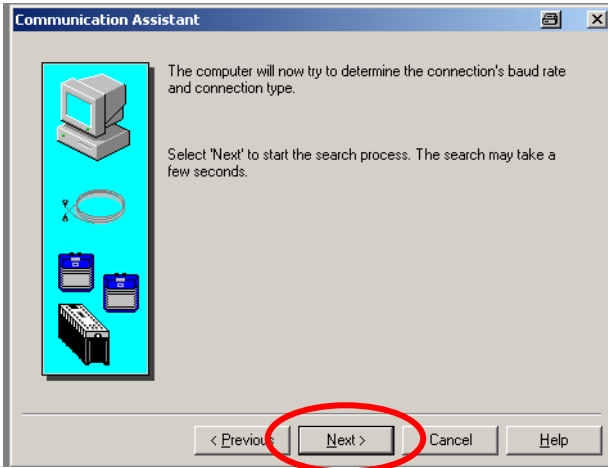 Communication Assistant
The computer will now try to determine the connection's baud rate
and connection type.
Select 'Next' to start the search process. The search may take a
few seconds.
< Previous Next > Cancel Help